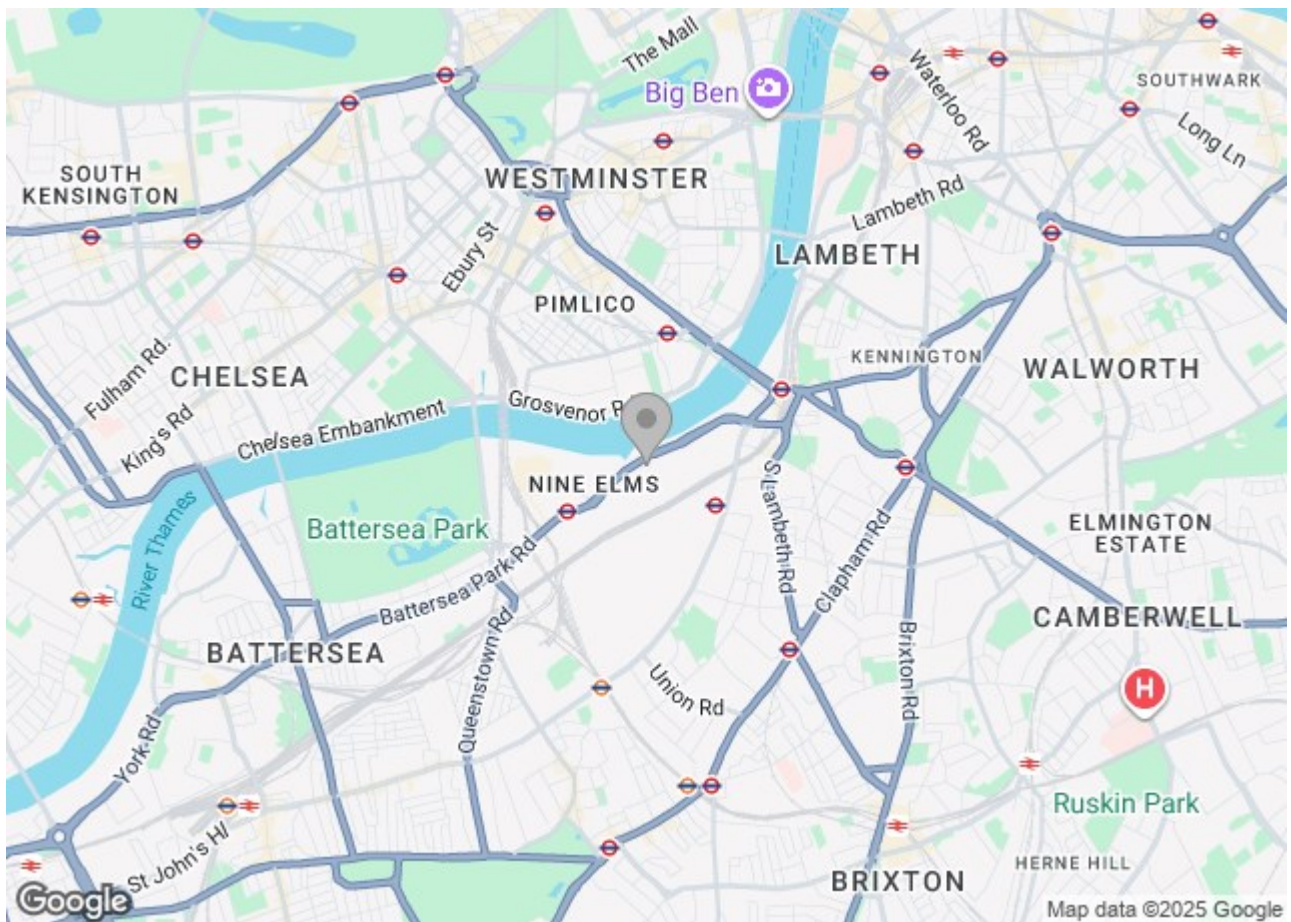 The Mall
Big Ben
Waterloo Rd
SOUTHWARK
Long Ln
SOUTH
KENSINGTON
WESTMINSTER
Lambeth Rd
Ebury St
LAMBETH
PIMLICO
KENNINGTON
Fulham Rd.
CHELSEA
WALWORTH
King's Rd
Chelsea Embankment
Grosvenor R
NINE ELMS
S Lambeth Rd
Clapham Rd
ELMINGTON
ESTATE
Battersea Park
River Thames
Battersea Park Rd
CAMBERWELL
BATTERSEA
Queenstown Rd
Union Rd
Brixton Rd
H
York Rd
Ruskin Park
St John's Hl
HERNE HILL
BRIXTON
Google
Map data ©2025 Google